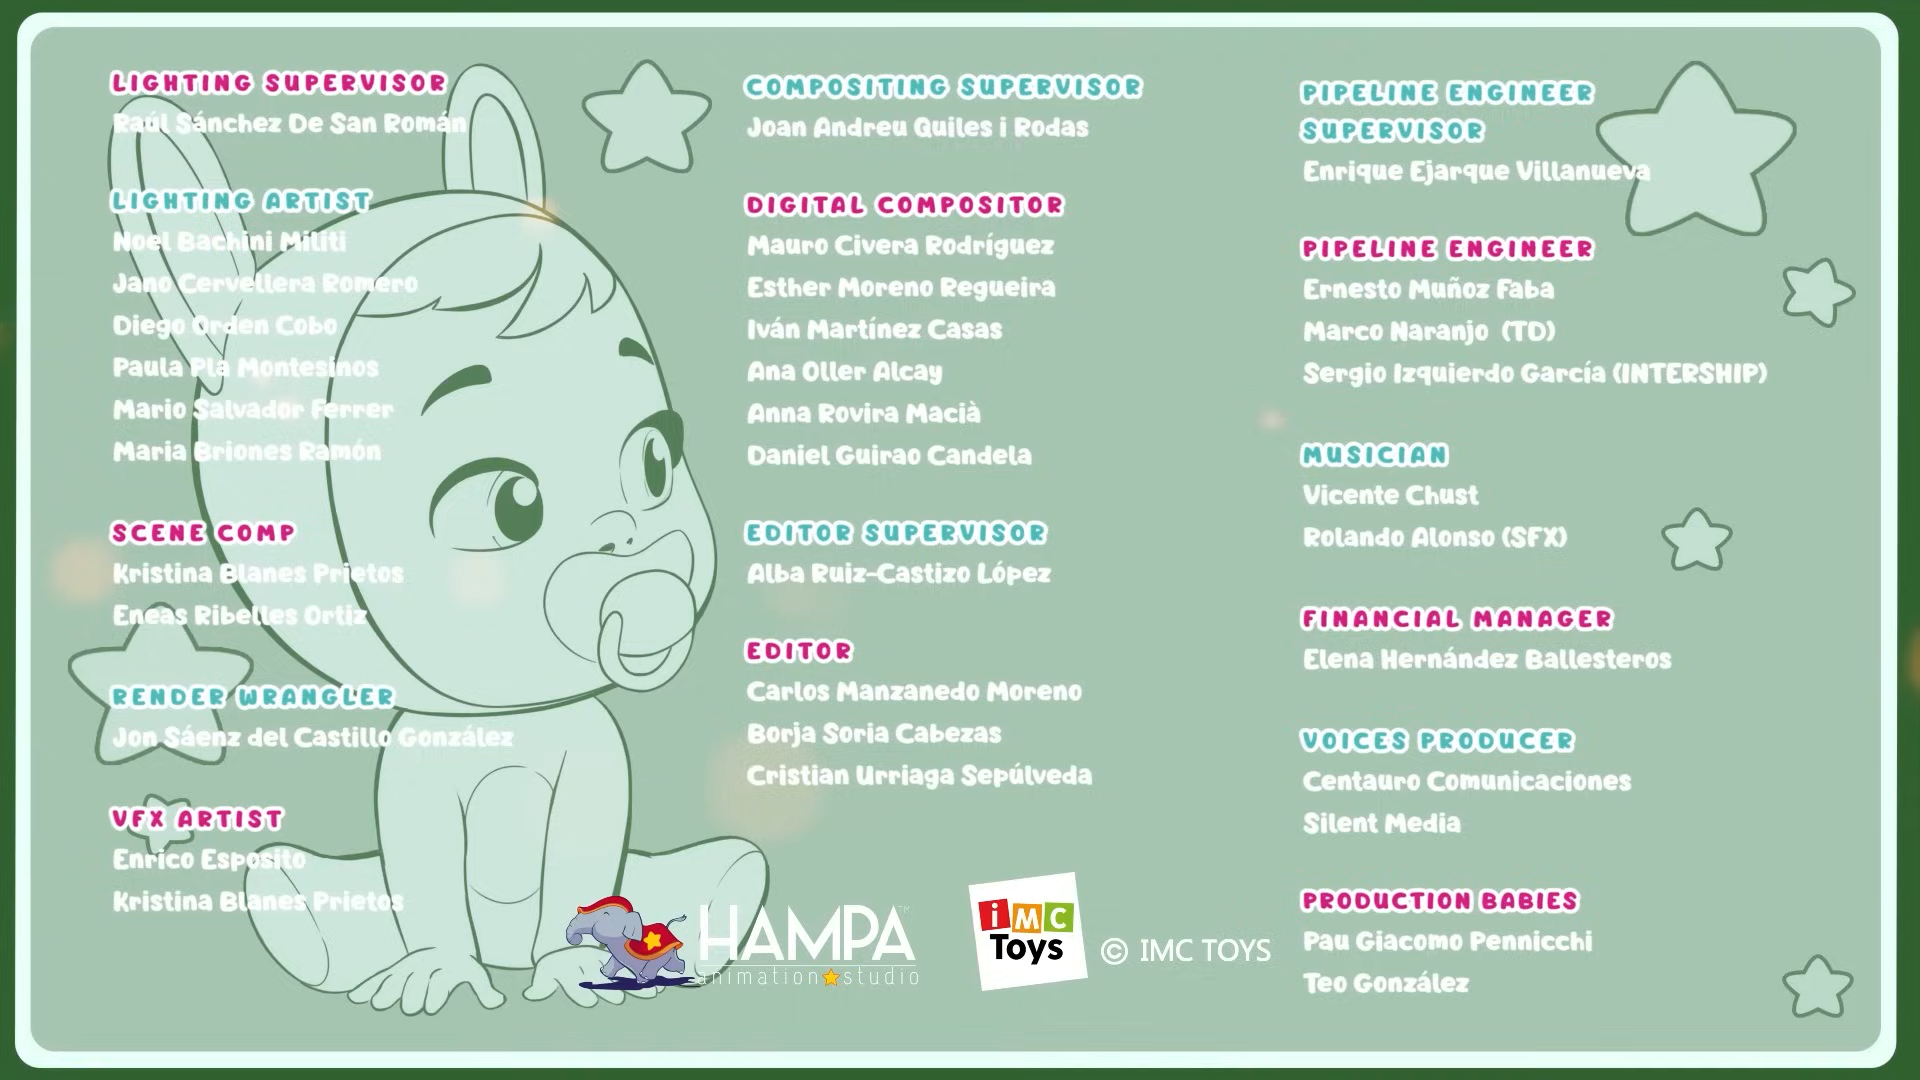 LIGHTING SUPERVISOR
Raúl Sánchez De San Román
LIGHTING ARTIST
Noel Bachini Militi
Jano Cervellera Romero
Diego Orden Cobo
Paula Pla Montesinos
Mario Salvador Ferrer
Maria Briones Ramón
SCENE COMP
Kristina Blanes Prietos
Eneas Ribelles Ortiz
RENDER WRANGLER
Jon Sáenz del Castillo González
VFX ARTIST
Enrico Esposito
Kristina Blanes Prietos
COMPOSITING SUPERVISOR
Joan Andreu Quiles i Rodas
DIGITAL COMPOSITOR
Mauro Civera Rodríguez
Esther Moreno Regueira
Iván Martínez Casas
Ana Oller Alcay
Anna Rovira Macià
Daniel Guirao Candela
EDITOR SUPERVISOR
Alba Ruiz-Castizo López
EDITOR
Carlos Manzanedo Moreno
Borja Soria Cabezas
Cristian Urriaga Sepúlveda
HAMPA™
animation studio
iMC
Toys
© IMC TOYS
PIPELINE ENGINEER
SUPERVISOR
Enrique Ejarque Villanueva
PIPELINE ENGINEER
Ernesto Muñoz Faba
Marco Naranjo (TD)
Sergio Izquierdo García (INTERSHIP)
MUSICIAN
Vicente Chust
Rolando Alonso (SFX)
FINANCIAL MANAGER
Elena Hernández Ballesteros
VOICES PRODUCER
Centauro Comunicaciones
Silent Media
PRODUCTION BABIES
Pau Giacomo Pennicchi
Teo González